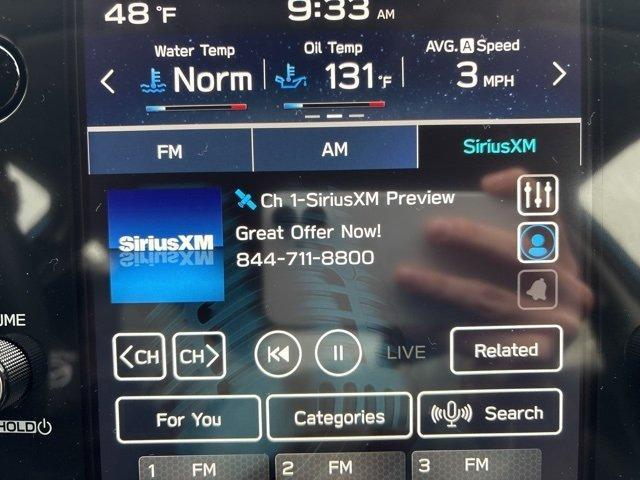 48 °F 9:33 AM
Water Temp Oil Temp AVG. A Speed
Norm 131 °F 3 MPH
FM AM SiriusXM
SiriusXM
Ch 1-SiriusXM Preview
Great Offer Now!
844-711-8800
UME
HOLD
<CH CH> LIVE Related
For You Categories Search
1 FM 2 FM 3 FM